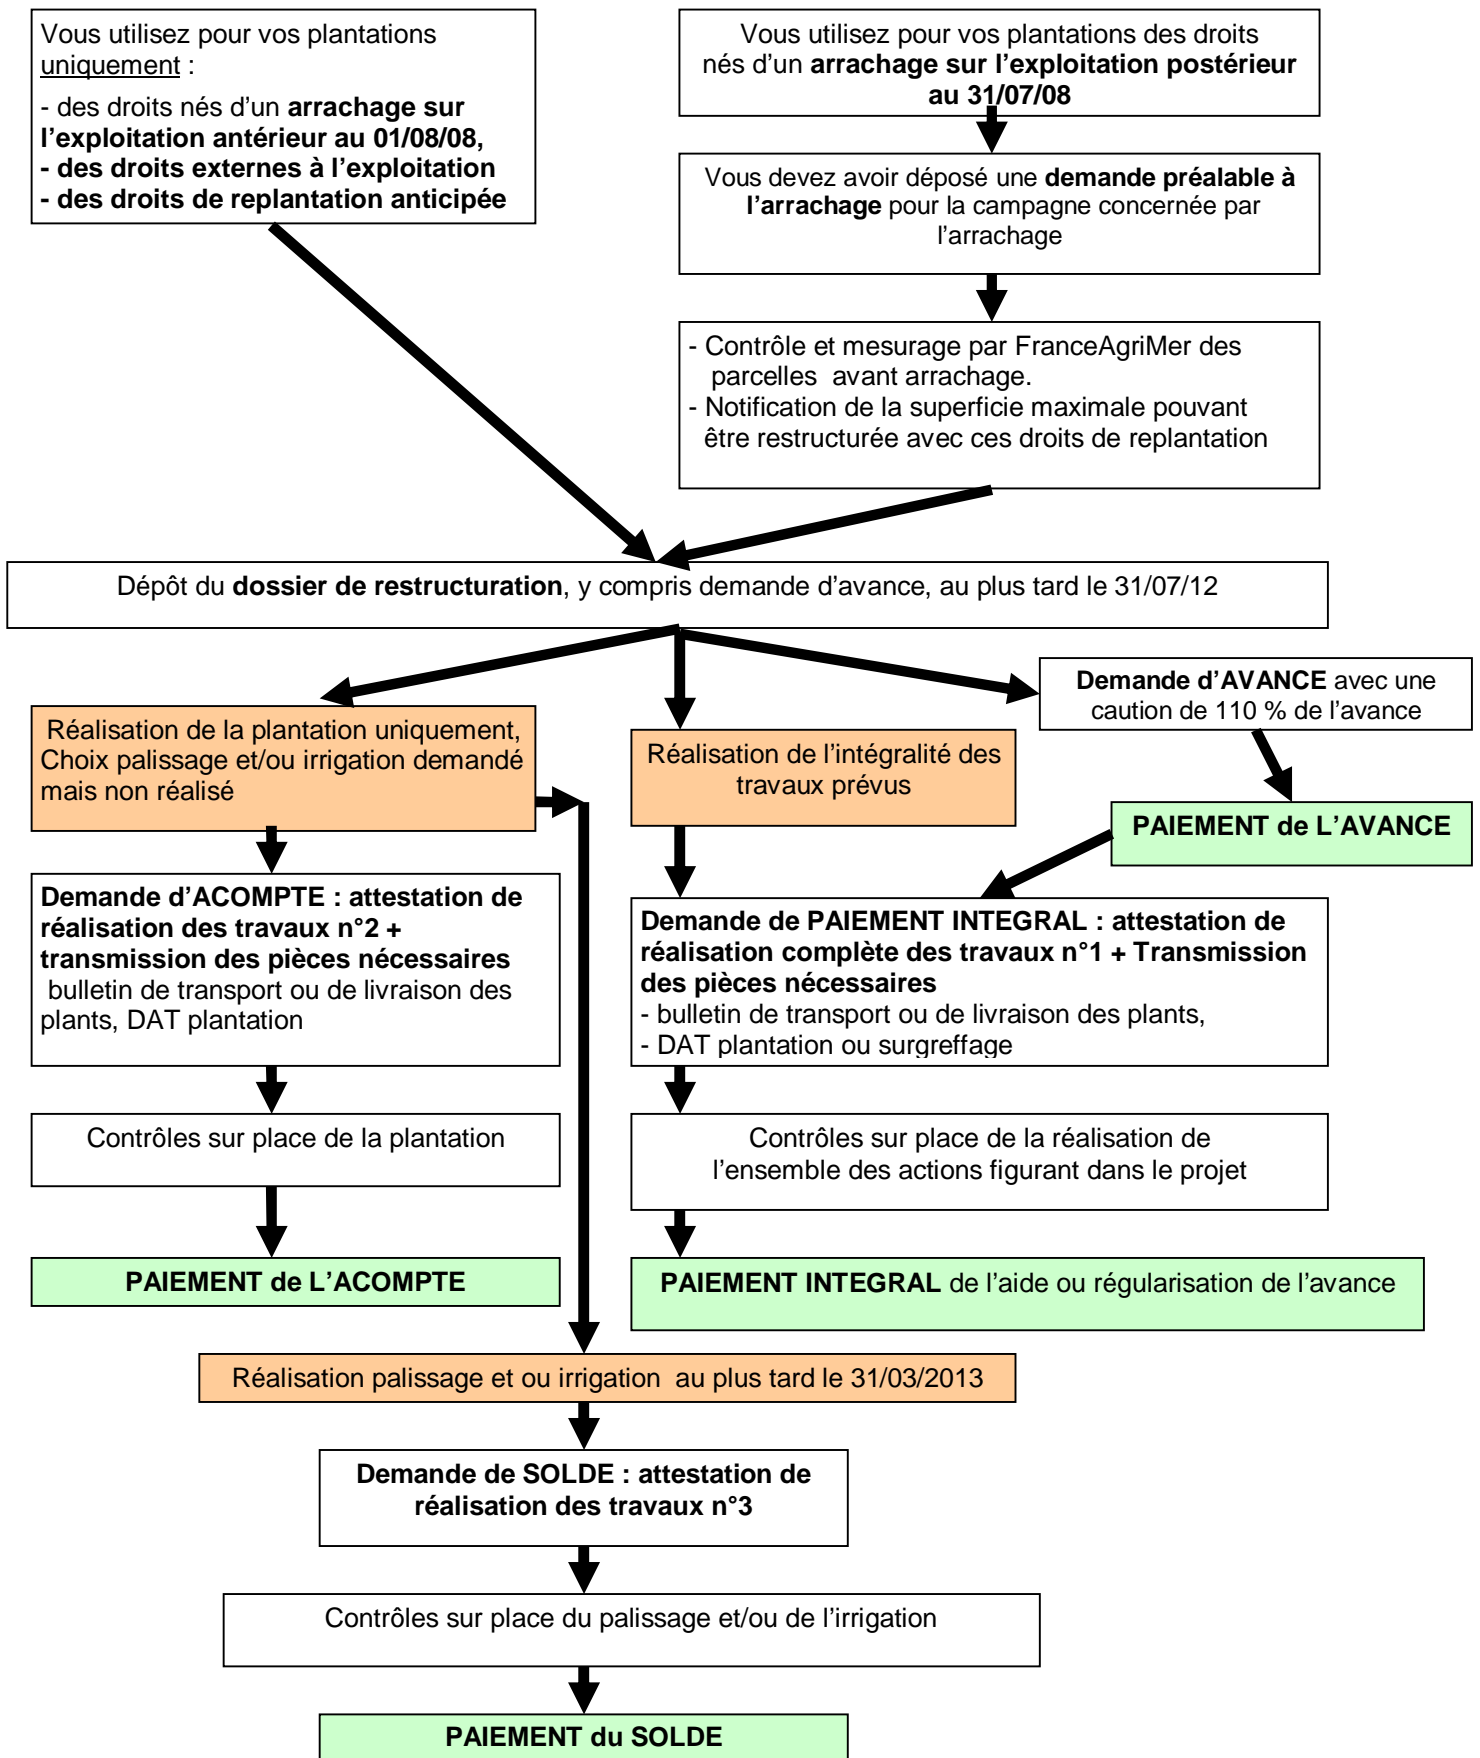 Vous utilisez pour vos plantations
uniquement :
- des droits nés d'un arrachage sur
l'exploitation antérieur au 01/08/08,
- des droits externes à l'exploitation
- des droits de replantation anticipée
Vous utilisez pour vos plantations des droits
nés d'un arrachage sur l'exploitation postérieur
au 31/07/08
Vous devez avoir déposé une demande préalable à
l'arrachage pour la campagne concernée par
l'arrachage
- Contrôle et mesurage par FranceAgriMer des
parcelles avant arrachage.
- Notification de la superficie maximale pouvant
être restructurée avec ces droits de replantation
Dépôt du dossier de restructuration, y compris demande d'avance, au plus tard le 31/07/12
Demande d'AVANCE avec une
caution de 110 % de l'avance
Réalisation de la plantation uniquement,
Choix palissage et/ou irrigation demandé
mais non réalisé
Réalisation de l'intégralité des
travaux prévus
PAIEMENT de L'AVANCE
Demande d'ACOMPTE : attestation de
réalisation des travaux n°2 +
transmission des pièces nécessaires
bulletin de transport ou de livraison des
plants, DAT plantation
Demande de PAIEMENT INTEGRAL : attestation de
réalisation complète des travaux n°1 + Transmission
des pièces nécessaires
- bulletin de transport ou de livraison des plants,
- DAT plantation ou surgreffage
Contrôles sur place de la plantation
Contrôles sur place de la réalisation de
l'ensemble des actions figurant dans le projet
PAIEMENT de L'ACOMPTE
PAIEMENT INTEGRAL de l'aide ou régularisation de l'avance
Réalisation palissage et ou irrigation au plus tard le 31/03/2013
Demande de SOLDE : attestation de
réalisation des travaux n°3
Contrôles sur place du palissage et/ou de l'irrigation
PAIEMENT du SOLDE